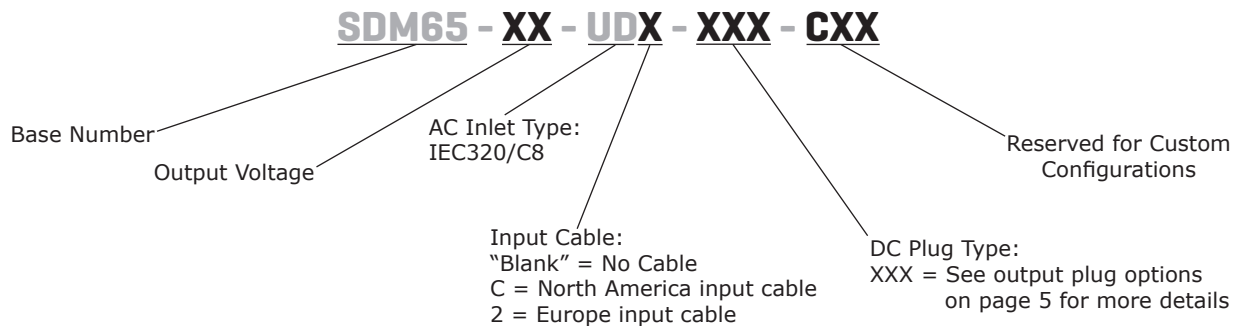 SDM65 - XX - UDX - XXX - CXX
Base Number
Output Voltage
AC Inlet Type:
IEC320/C8
Input Cable:
“Blank” = No Cable
C = North America input cable
2 = Europe input cable
DC Plug Type:
XXX = See output plug options
on page 5 for more details
Reserved for Custom
Configurations